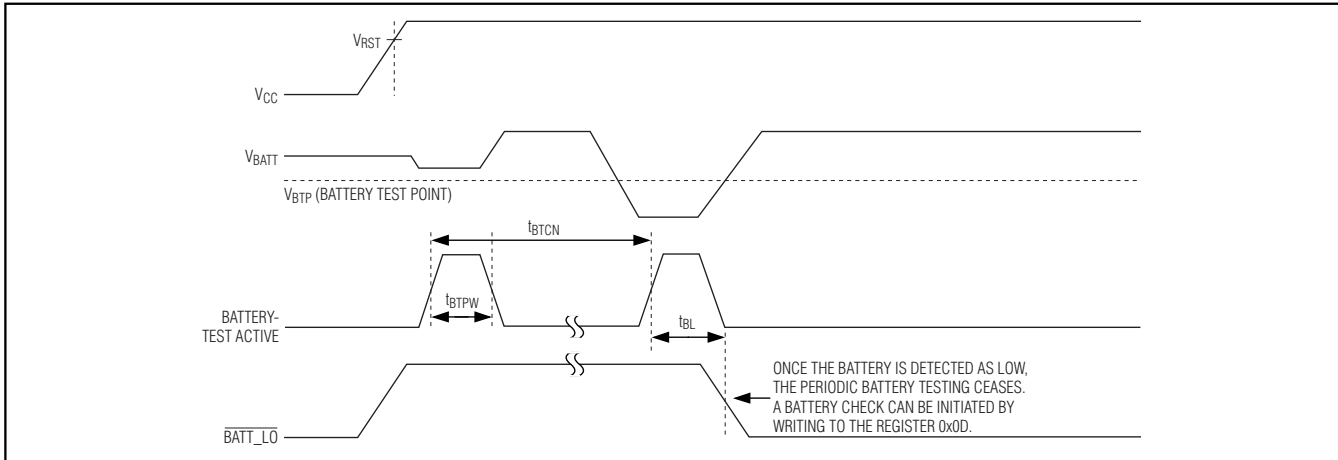 VRST
VCC
VBATT
VBTP (BATTERY TEST POINT)
tBTCN
tBTPW
BATTERY-
TEST ACTIVE
tBL
ONCE THE BATTERY IS DETECTED AS LOW,
THE PERIODIC BATTERY TESTING CEASES.
A BATTERY CHECK CAN BE INITIATED BY
WRITING TO THE REGISTER 0x0D.
BATT_LO